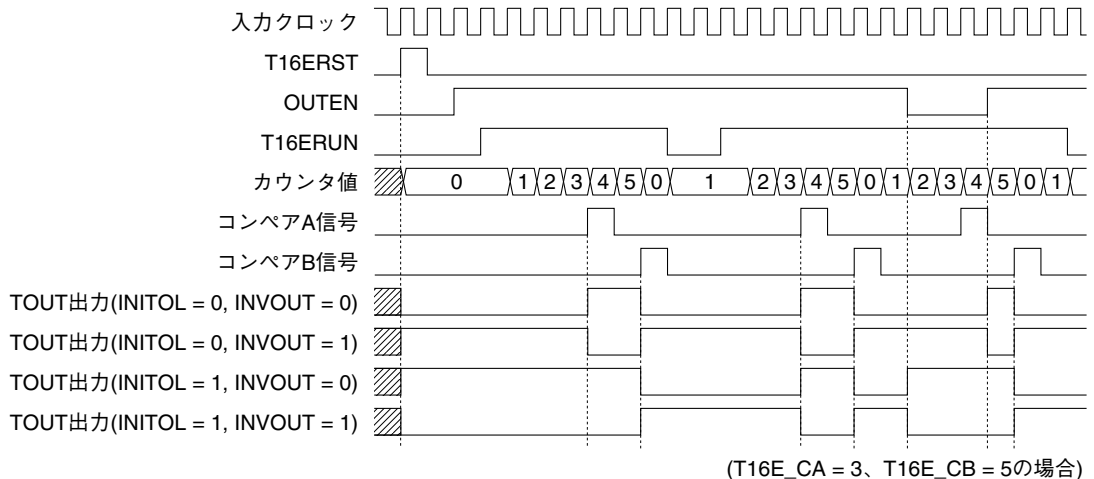 入力クロック
T16ERST
OUTEN
T16ERUN
カウンタ値 0 1 2 3 4 5 0 1 2 3 4 5 0 1 2 3 4 5 0 1
コンペアA信号
コンペアB信号
TOUT出力(INITOL = 0, INVOUT = 0)
TOUT出力(INITOL = 0, INVOUT = 1)
TOUT出力(INITOL = 1, INVOUT = 0)
TOUT出力(INITOL = 1, INVOUT = 1)
(T16E_CA = 3、T16E_CB = 5の場合)